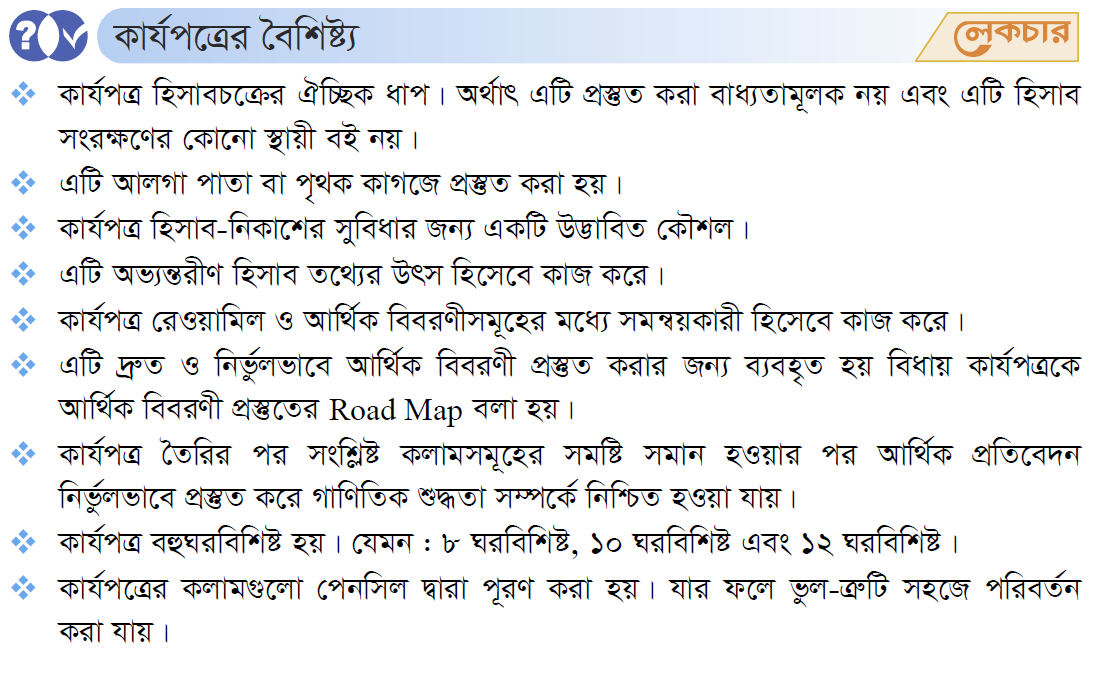 কার্যপত্রের বৈশিষ্ট্য
লেকচার
কার্যপত্র হিসাবচক্রের ঐচ্ছিক ধাপ। অর্থাৎ এটি প্রস্তুত করা বাধ্যতামূলক নয় এবং এটি হিসাব
সংরক্ষণের কোনো স্থায়ী বই নয়।
এটি আলগা পাতা বা পৃথক কাগজে প্রস্তুত করা হয়।
কার্যপত্র হিসাব-নিকাশের সুবিধার জন্য একটি উদ্ভাবিত কৌশল।
এটি অভ্যন্তরীণ হিসাব তথ্যের উৎস হিসেবে কাজ করে।
কার্যপত্র রেওয়ামিল ও আর্থিক বিবরণীসমূহের মধ্যে সমন্বয়কারী হিসেবে কাজ করে।
এটি দ্রুত ও নির্ভুলভাবে আর্থিক বিবরণী প্রস্তুত করার জন্য ব্যবহৃত হয় বিধায় কার্যপত্রকে
আর্থিক বিবরণী প্রস্তুতের Road Map বলা হয়।
কার্যপত্র তৈরির পর সংশ্লিষ্ট কলামসমূহের সমষ্টি সমান হওয়ার পর আর্থিক প্রতিবেদন
নির্ভুলভাবে প্রস্তুত করে গাণিতিক শুদ্ধতা সম্পর্কে নিশ্চিত হওয়া যায়।
কার্যপত্র বহুঘরবিশিষ্ট হয়। যেমন : ৮ ঘরবিশিষ্ট, ১০ ঘরবিশিষ্ট এবং ১২ ঘরবিশিষ্ট।
কার্যপত্রের কলামগুলো পেনসিল দ্বারা পূরণ করা হয়। যার ফলে ভুল-ত্রুটি সহজে পরিবর্তন
করা যায়।